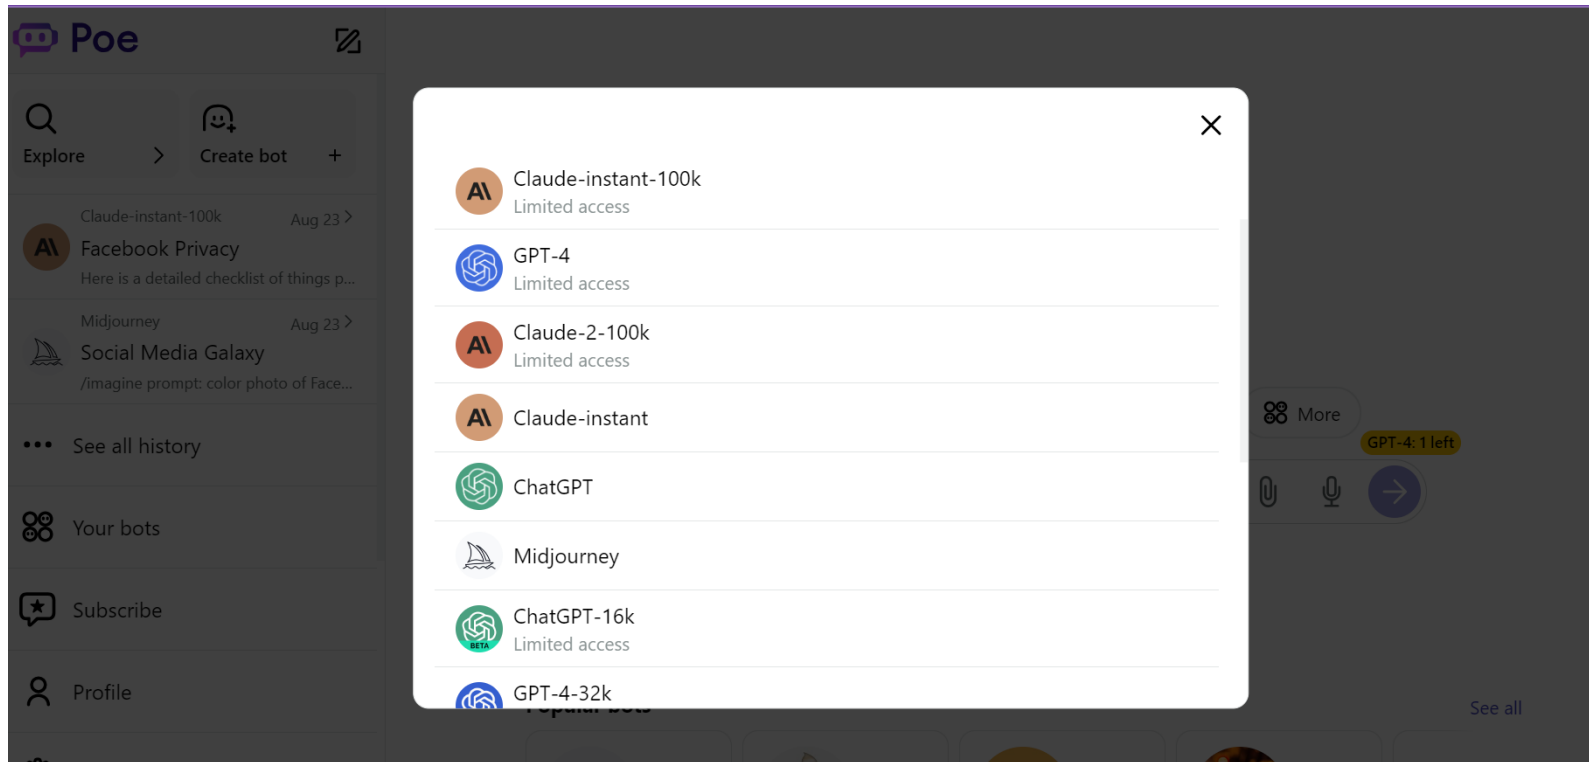 Poe
Explore
Create bot
Claude-instant-100k
Aug 23
Facebook Privacy
Here is a detailed checklist of things p...
Midjourney
Aug 23
Social Media Galaxy
/imagine prompt: color photo of Face...
See all history
Your bots
Subscribe
Profile
Claude-instant-100k
Limited access
GPT-4
Limited access
Claude-2-100k
Limited access
Claude-instant
ChatGPT
Midjourney
ChatGPT-16k
Limited access
BETA
GPT-4-32k
More
GPT-4: 1 left
Popular bots
See all